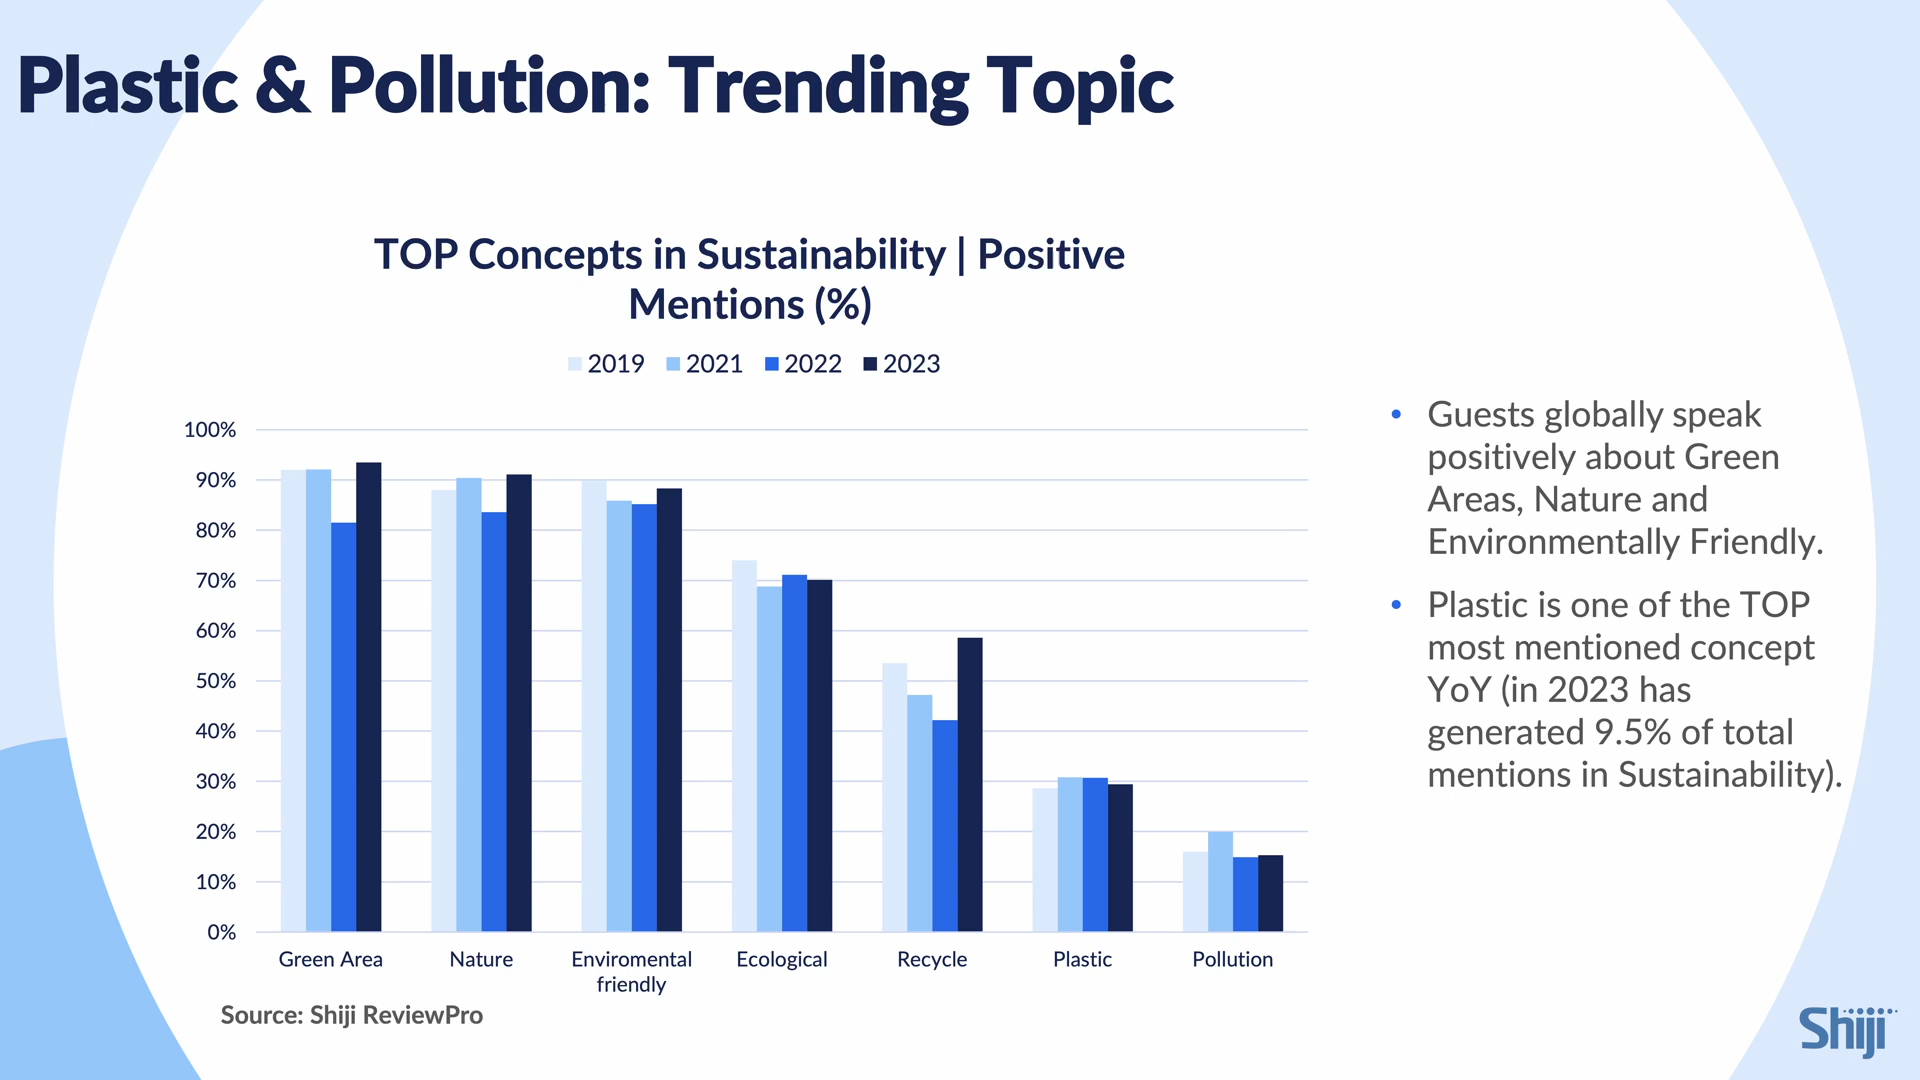 Plastic & Pollution: Trending Topic
TOP Concepts in Sustainability | Positive
Mentions (%)
2019 2021 2022 2023
100%
90%
80%
70%
60%
50%
40%
30%
20%
10%
0%
Green Area
Nature
Enviromental
friendly
Ecological
Recycle
Plastic
Pollution
Source: Shiji ReviewPro
• Guests globally speak
positively about Green
Areas, Nature and
Environmentally Friendly.
• Plastic is one of the TOP
most mentioned concept
YoY (in 2023 has
generated 9.5% of total
mentions in Sustainability).
Shiji